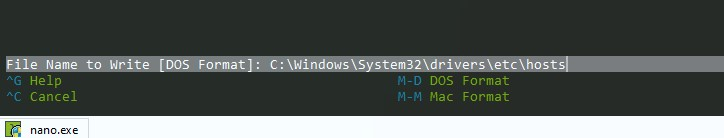 File Name to Write [DOS Format]: C:\Windows\System32\drivers\etc\hosts
^G Help M-D DOS Format
^C Cancel M-M Mac Format
nano.exe